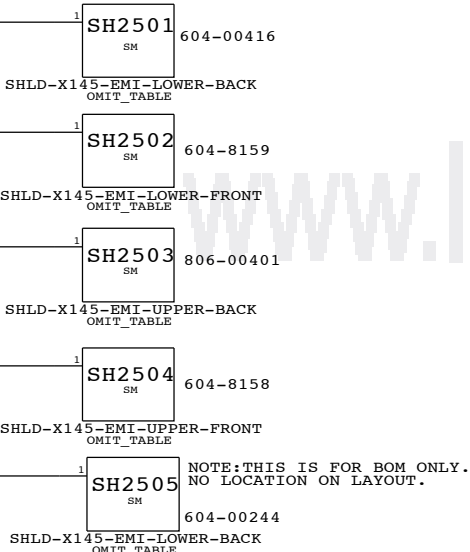 1
SH2501
SM
604-00416
SHLD-X145-EMI-LOWER-BACK
OMIT_TABLE
1
SH2502
SM
604-8159
SHLD-X145-EMI-LOWER-FRONT
OMIT_TABLE
www.
1
SH2503
SM
806-00401
SHLD-X145-EMI-UPPER-BACK
OMIT_TABLE
1
SH2504
SM
604-8158
SHLD-X145-EMI-UPPER-FRONT
OMIT_TABLE
1
SH2505
SM
NOTE:THIS IS FOR BOM ONLY.
NO LOCATION ON LAYOUT.
604-00244
SHLD-X145-EMI-LOWER-BACK
OMIT_TABLE